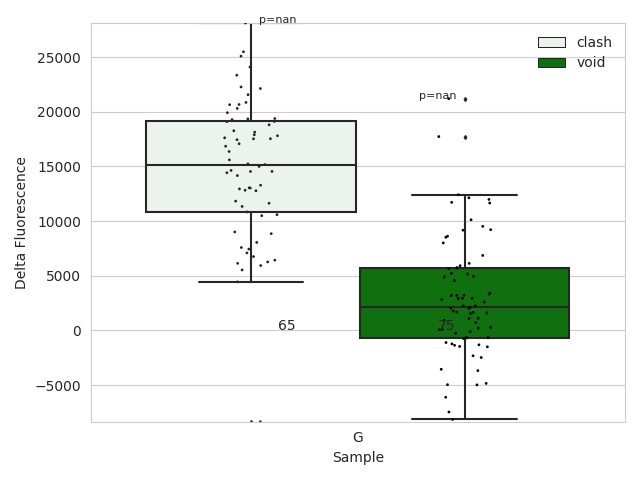 p=nan
clash
void
p=nan
25000
20000
15000
10000
5000
0
−5000
Delta Fluorescence
65
75
G
Sample